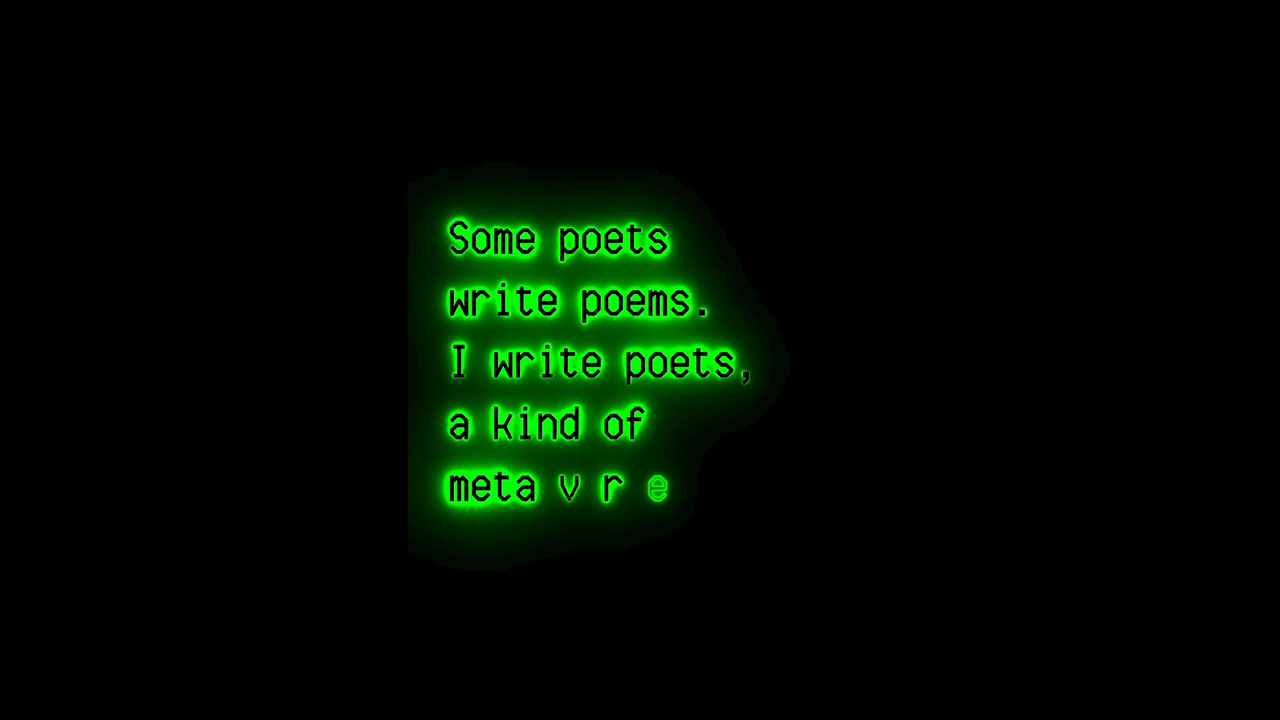 Some poets
write poems.
I write poets,
a kind of
meta v r e